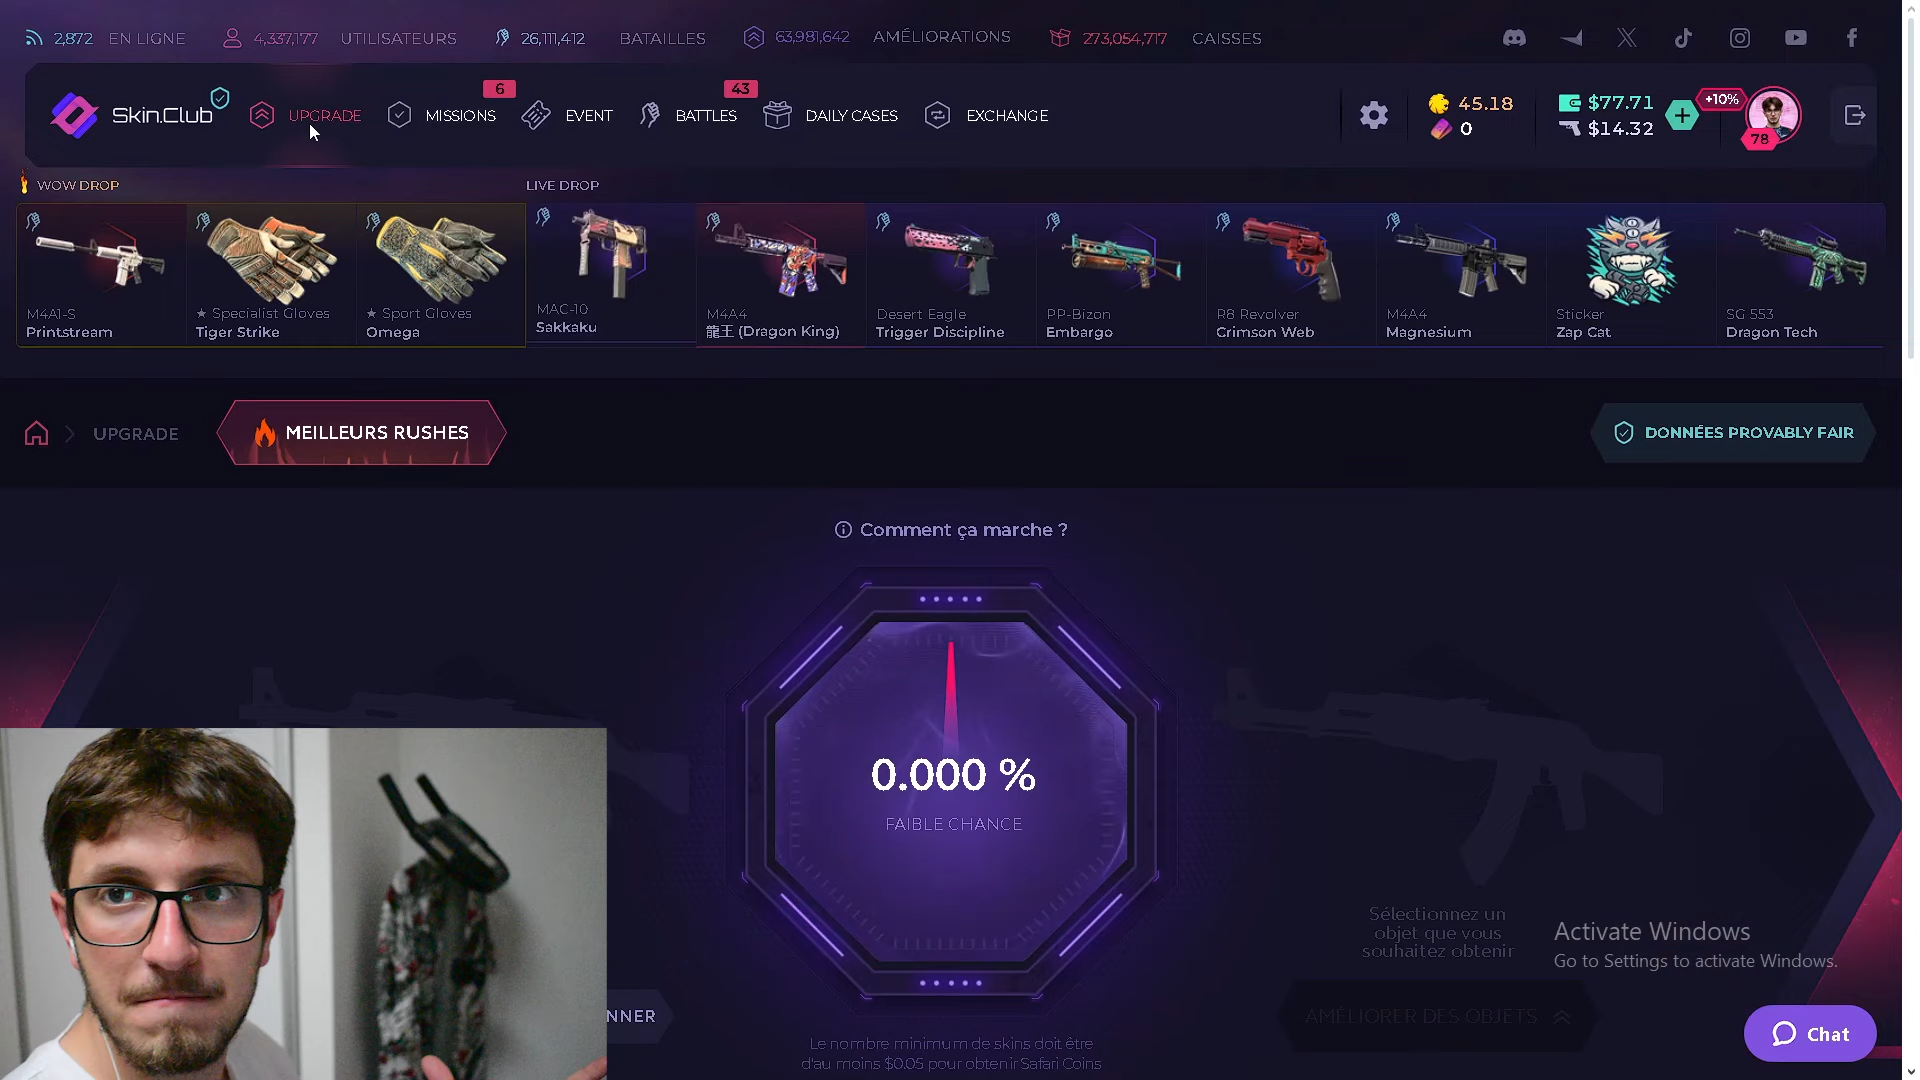 2,872 EN LIGNE 4,337,177 UTILISATEURS 26,111,412 BATAILLES 63,981,642 AMÉLIORATIONS 273,054,717 CAISSES
Skin.Club UPGRADE MISSIONS 6 EVENT BATTLES 43 DAILY CASES EXCHANGE
45.18 $77.71 +10%
0 $14.32 78
WOW DROP LIVE DROP
M4A1-S ★ Specialist Gloves ★ Sport Gloves MAC-10 M4A4 Desert Eagle PP-Bizon R8 Revolver M4A4 Sticker SG 553
Printstream Tiger Strike Omega Sakkaku 龍王 (Dragon King) Trigger Discipline Embargo Crimson Web Magnesium Zap Cat Dragon Tech
UPGRADE MEILLEURS RUSHES DONNÉES PROVABLY FAIR
Comment ça marche ?
0.000 %
FAIBLE CHANCE
Sélectionnez un
objet que vous
souhaitez obtenir
Activate Windows
Go to Settings to activate Windows.
NNER
AMÉLIORER DES OBJETS
Chat
Le nombre minimum de skins doit être
d'au moins $0.05 pour obtenir Safari Coins